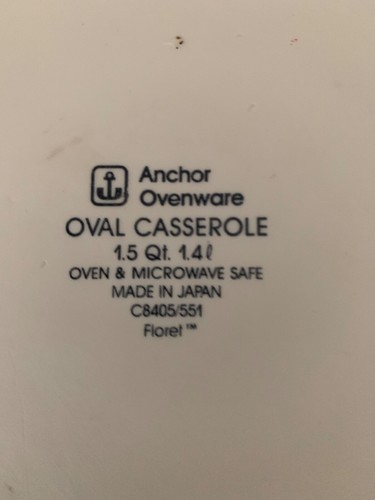 Anchor
Ovenware
OVAL CASSEROLE
1.5 Qt. 1.4ℓ
OVEN & MICROWAVE SAFE
MADE IN JAPAN
C8405/551
Floret™